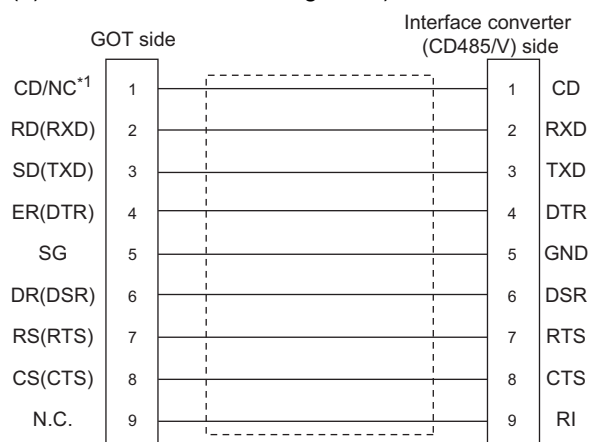 GOT side
Interface converter
(CD485/V) side
CD/NC*1 1 1 CD
RD(RXD) 2 2 RXD
SD(TXD) 3 3 TXD
ER(DTR) 4 4 DTR
SG 5 5 GND
DR(DSR) 6 6 DSR
RS(RTS) 7 7 RTS
CS(CTS) 8 8 CTS
N.C. 9 9 RI